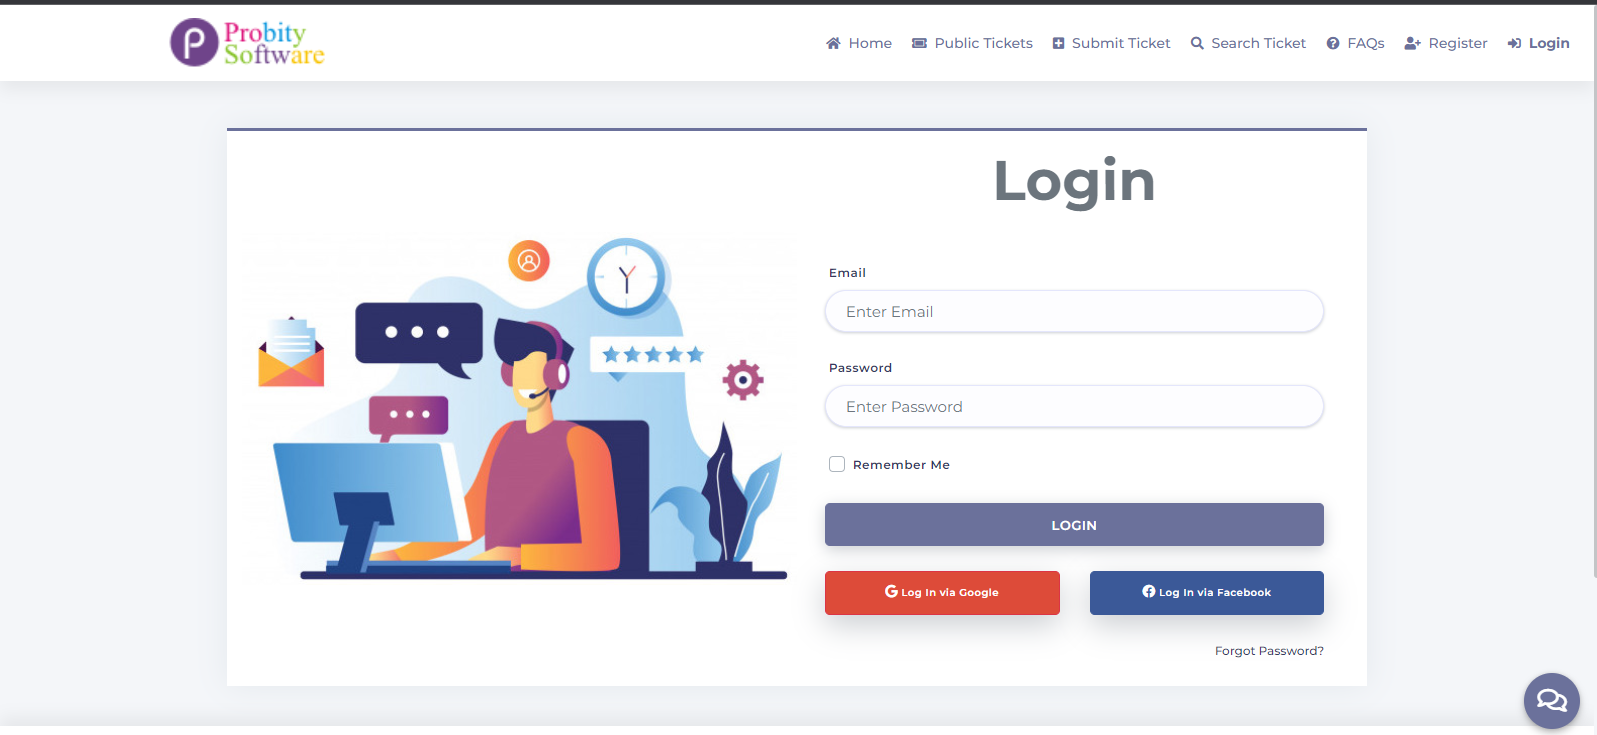 Probity
Software
Home Public Tickets Submit Ticket Search Ticket FAQs Register Login
Login
Email
Enter Email
Password
Enter Password
Remember Me
LOGIN
Log In via Google Log In via Facebook
Forgot Password?